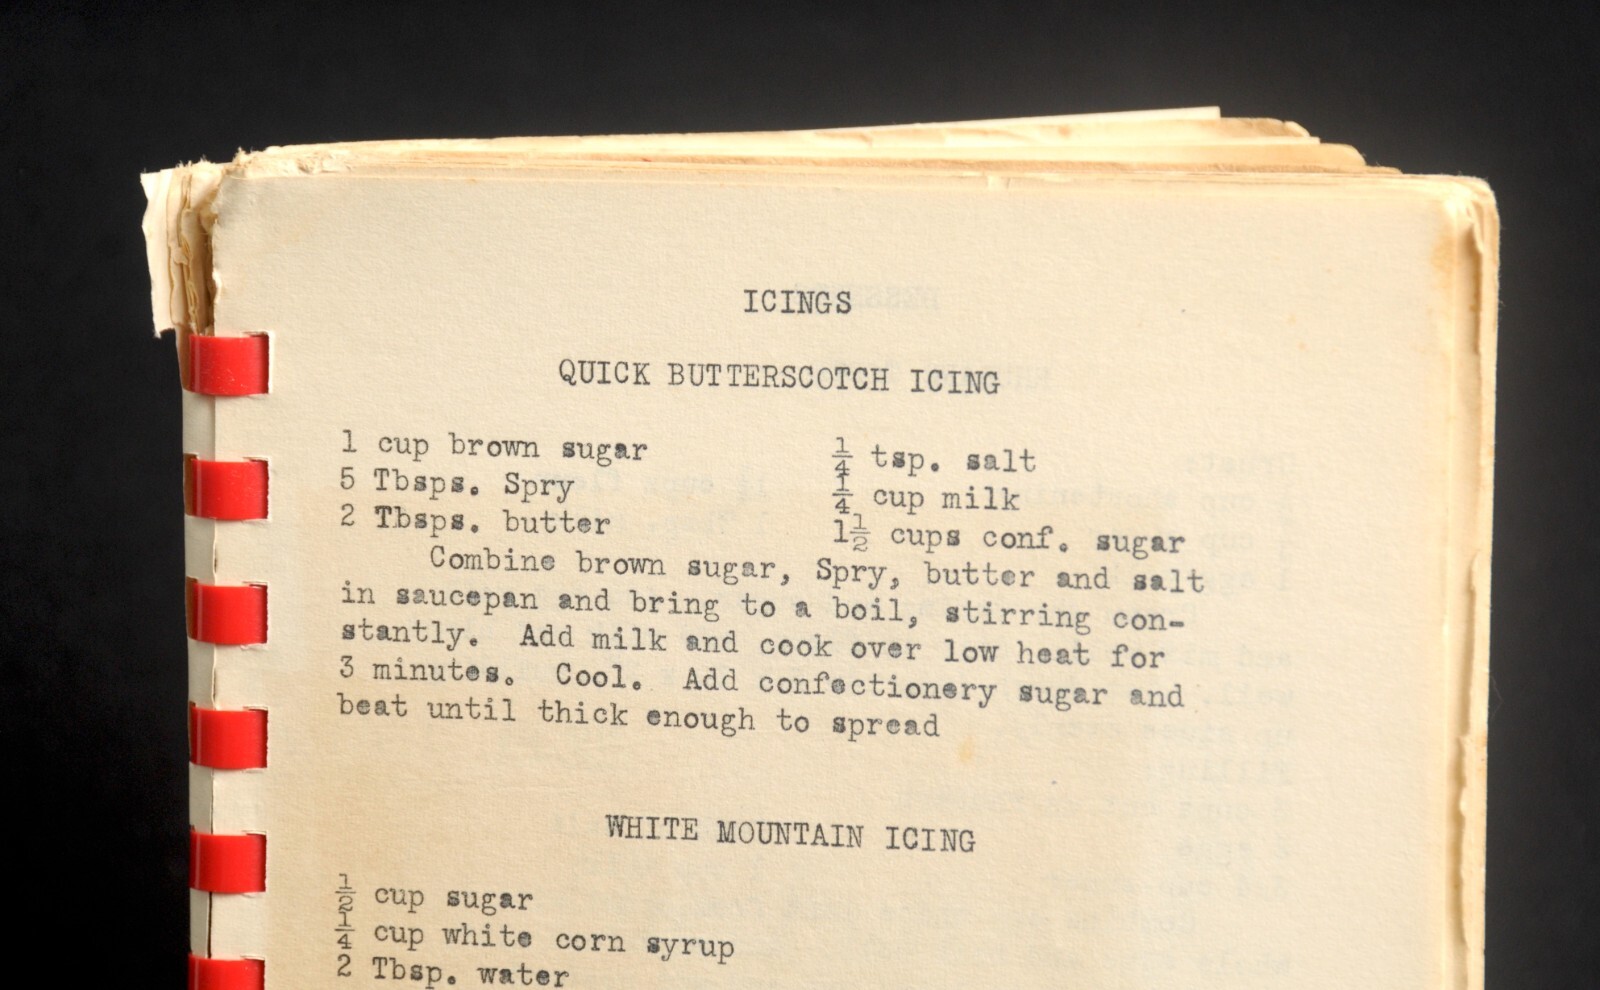 ICINGS
QUICK BUTTERSCOTCH ICING
1 cup brown sugar ¼ tsp. salt
5 Tbsps. Spry ¼ cup milk
2 Tbsps. butter 1½ cups conf. sugar
Combine brown sugar, Spry, butter and salt
in saucepan and bring to a boil, stirring con-
stantly. Add milk and cook over low heat for
3 minutes. Cool. Add confectionery sugar and
beat until thick enough to spread
WHITE MOUNTAIN ICING
½ cup sugar
¼ cup white corn syrup
2 Tbsp. water